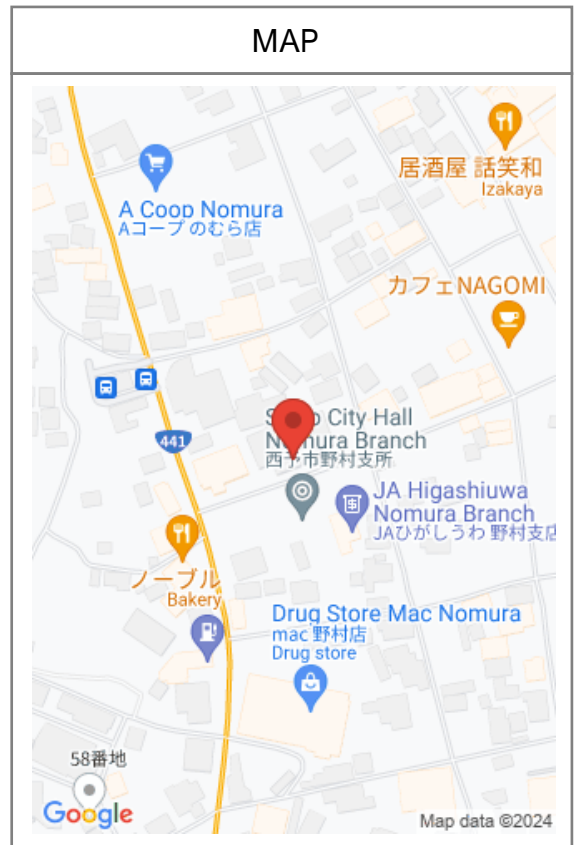 MAP
居酒屋 話笑和
Izakaya
A Coop Nomura
Aコープ のむら店
カフェNAGOMI
441
City Hall
Branch
西予市野村支所
JA Higashiuwa
Nomura Branch
JAひがしうわ 野村支店
ノーブル
Bakery
Drug Store Mac Nomura
mac 野村店
Drug store
58番地
Google
Map data ©2024